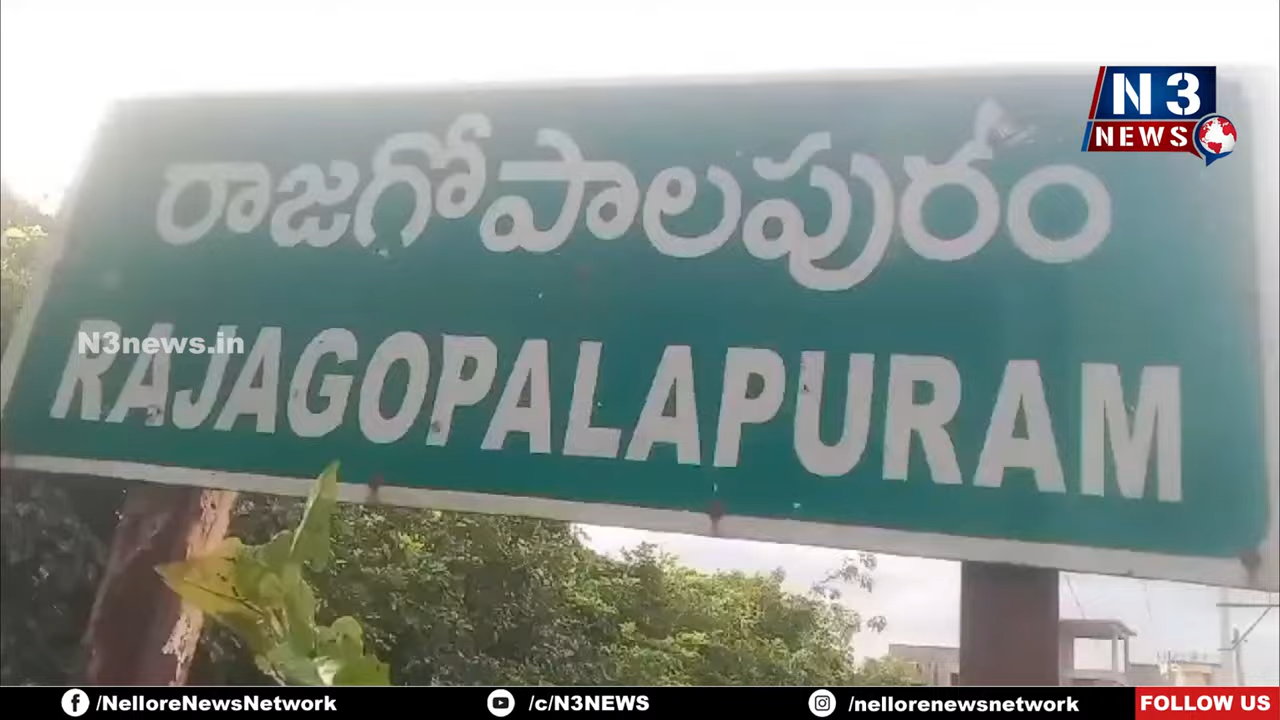 N 3
NEWS
రాజగోపాలపురం
N3news.in
RAJAGOPALAPURAM
/NelloreNewsNetwork /c/N3NEWS /nellorenewsnetwork FOLLOW US